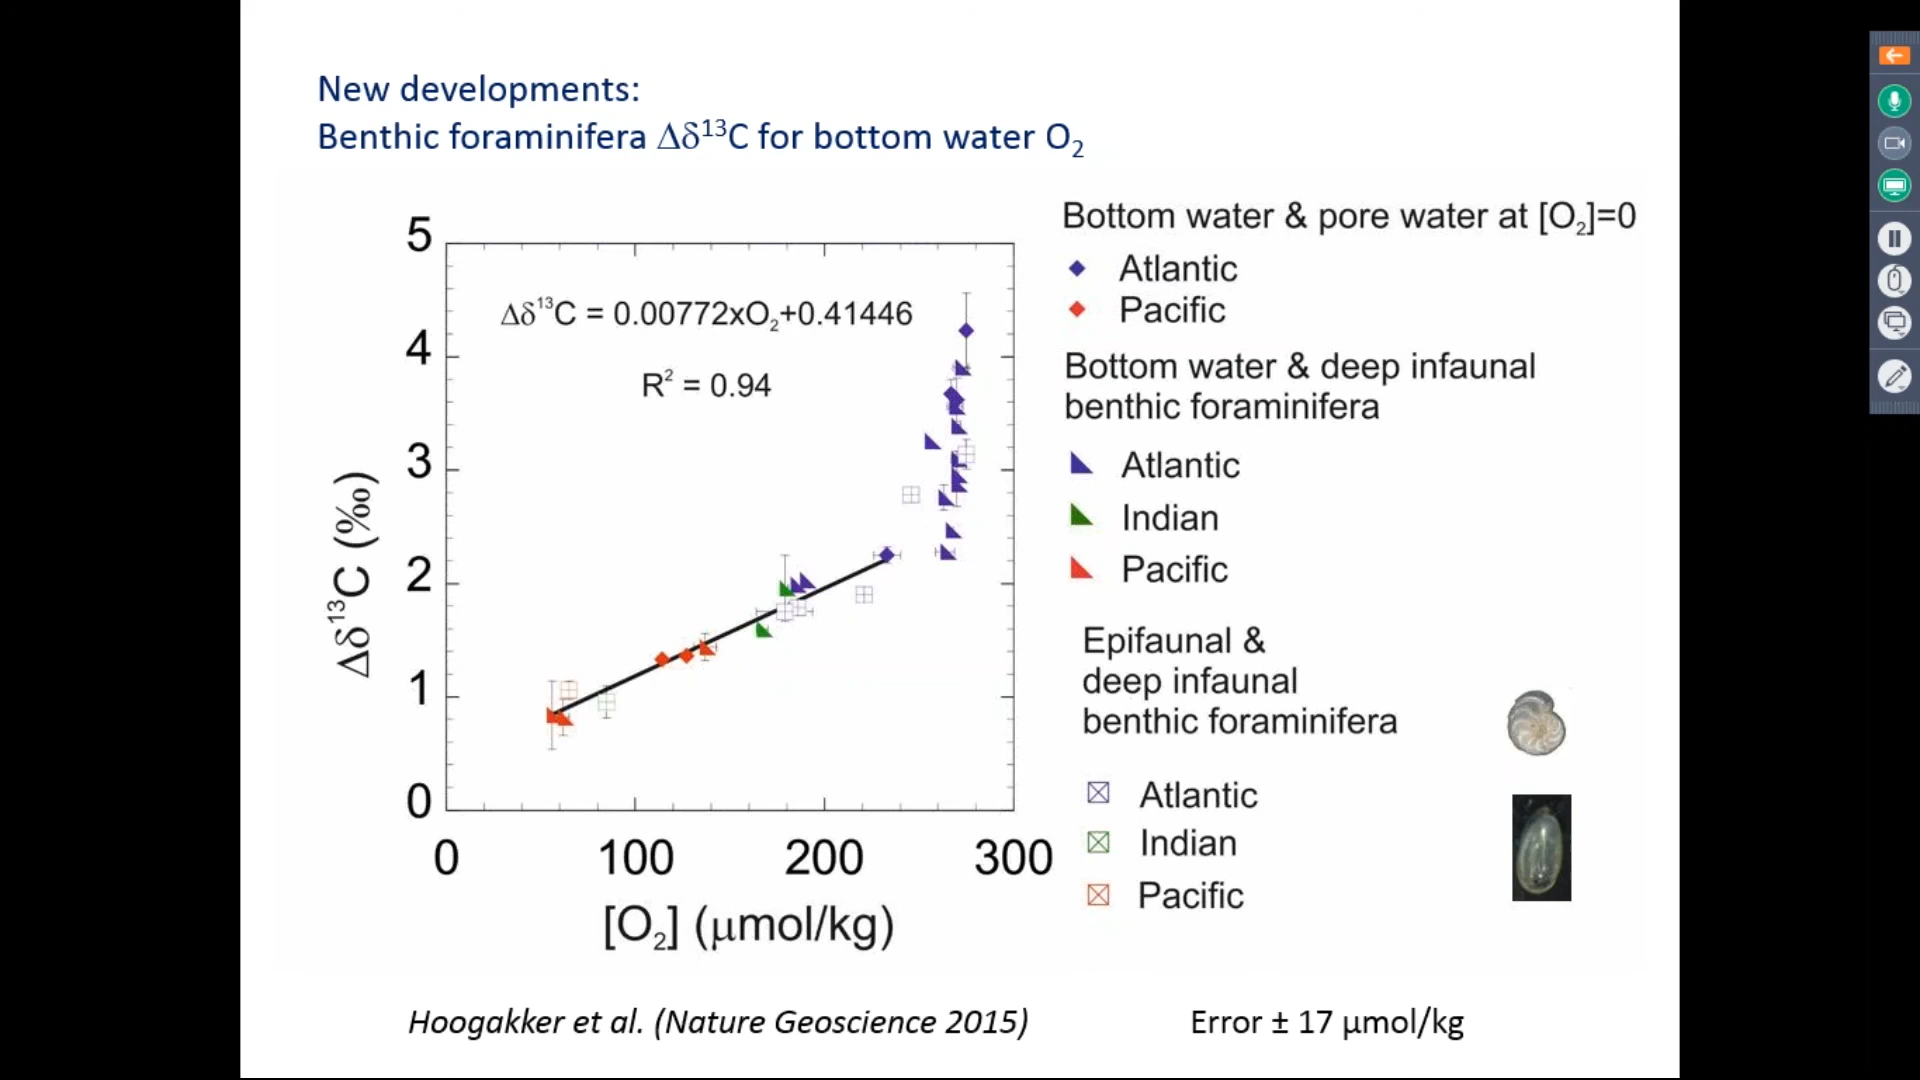 New developments:
Benthic foraminifera Δδ¹³C for bottom water O₂
5
4
3
2
1
0
Δδ¹³C (‰)
Δδ¹³C = 0.00772xO₂+0.41446
R² = 0.94
0 100 200 300
[O₂] (μmol/kg)
Bottom water & pore water at [O₂]=0
Atlantic
Pacific
Bottom water & deep infaunal
benthic foraminifera
Atlantic
Indian
Pacific
Epifaunal &
deep infaunal
benthic foraminifera
Atlantic
Indian
Pacific
Hoogakker et al. (Nature Geoscience 2015)
Error ± 17 μmol/kg